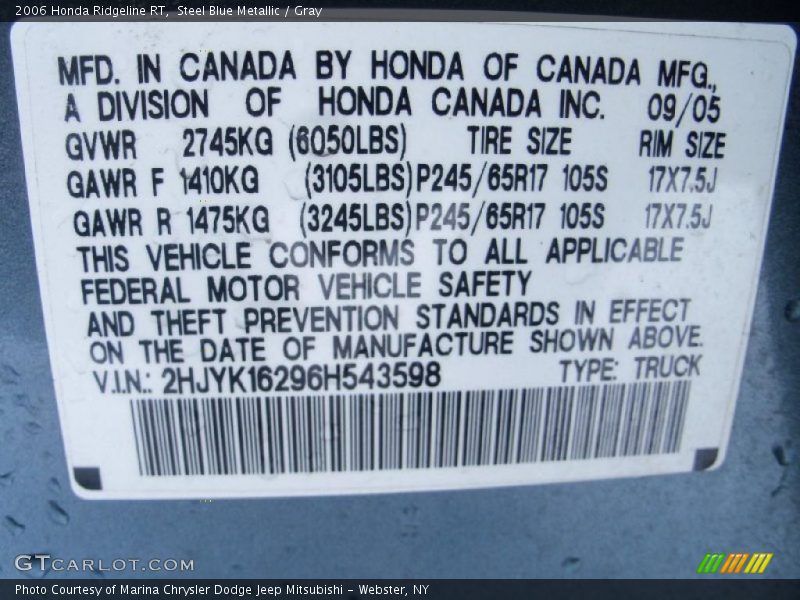 2006 Honda Ridgeline RT,  Steel Blue Metallic / Gray
MFD. IN CANADA BY HONDA OF CANADA MFG.,
A DIVISION OF HONDA CANADA INC. 09/05
GVWR 2745KG (6050LBS) TIRE SIZE RIM SIZE
GAWR F 1410KG (3105LBS) P245/65R17 105S 17X7.5J
GAWR R 1475KG (3245LBS) P245/65R17 105S 17X7.5J
THIS VEHICLE CONFORMS TO ALL APPLICABLE
FEDERAL MOTOR VEHICLE SAFETY
AND THEFT PREVENTION STANDARDS IN EFFECT
ON THE DATE OF MANUFACTURE SHOWN ABOVE.
V.I.N.: 2HJYK16296H543598 TYPE: TRUCK
GTCARLOT.COM
Photo Courtesy of Marina Chrysler Dodge Jeep Mitsubishi – Webster, NY